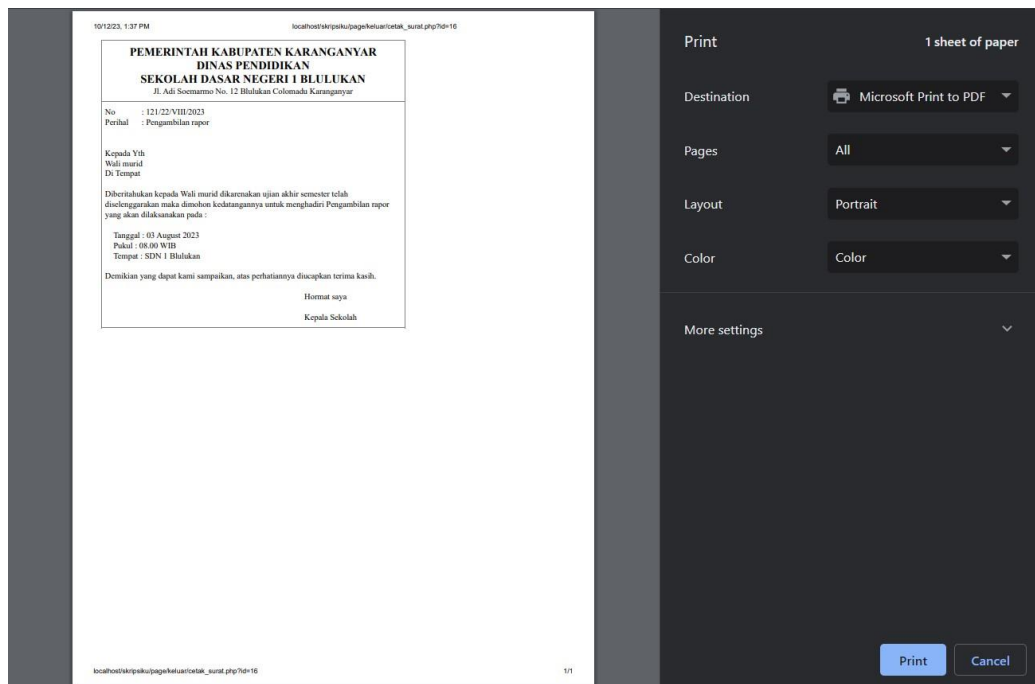 10/12/23, 1:37 PM localhost/skripsiku/page/keluar/cetak_surat.php?id=16
PEMERINTAH KABUPATEN KARANGANYAR
DINAS PENDIDIKAN
SEKOLAH DASAR NEGERI 1 BLULUKAN
Jl. Adi Soemarmo No. 12 Blulukan Colomadu Karanganyar
No : 121/22/VIII/2023
Perihal : Pengambilan rapor
Kepada Yth
Wali murid
Di Tempat
Diberitahukan kepada Wali murid dikarenakan ujian akhir semester telah
diselenggarakan maka dimohon kedatangannya untuk menghadiri Pengambilan rapor
yang akan dilaksanakan pada :
Tanggal : 03 August 2023
Pukul : 08.00 WIB
Tempat : SDN 1 Blulukan
Demikian yang dapat kami sampaikan, atas perhatiannya diucapkan terima kasih.
Hormat saya
Kepala Sekolah
localhost/skripsiku/page/keluar/cetak_surat.php?id=16 1/1
Print 1 sheet of paper
Destination Microsoft Print to PDF
Pages All
Layout Portrait
Color Color
More settings
Print Cancel